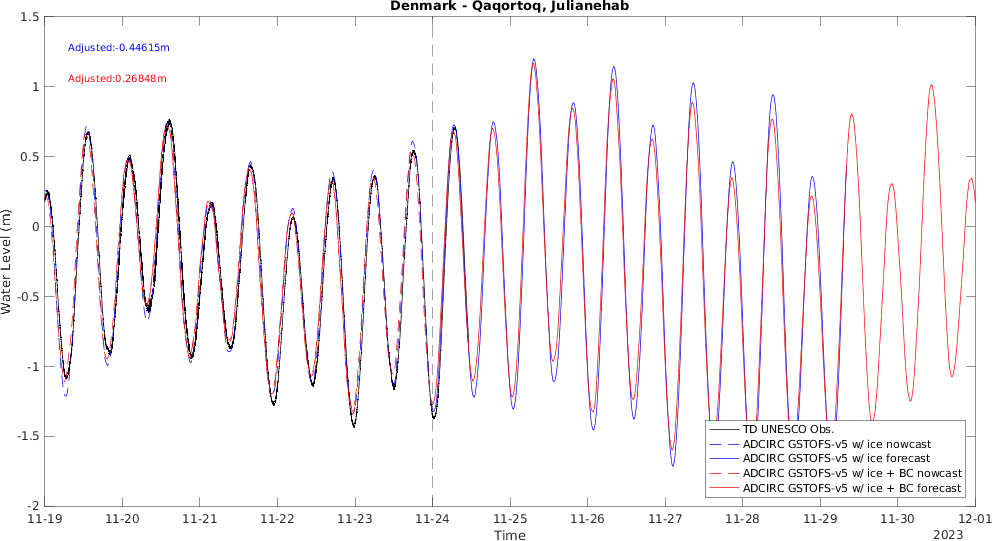 Denmark - Qaqortoq, Julianehab
Adjusted:-0.44615m
Adjusted:0.26848m
Water Level (m)
1.5
1
0.5
0
-0.5
-1
-1.5
-2
TD UNESCO Obs.
ADCIRC GSTOFS-v5 w/ ice nowcast
ADCIRC GSTOFS-v5 w/ ice forecast
ADCIRC GSTOFS-v5 w/ ice + BC nowcast
ADCIRC GSTOFS-v5 w/ ice + BC forecast
11-19 11-20 11-21 11-22 11-23 11-24 11-25 11-26 11-27 11-28 11-29 11-30 12-01
Time
2023